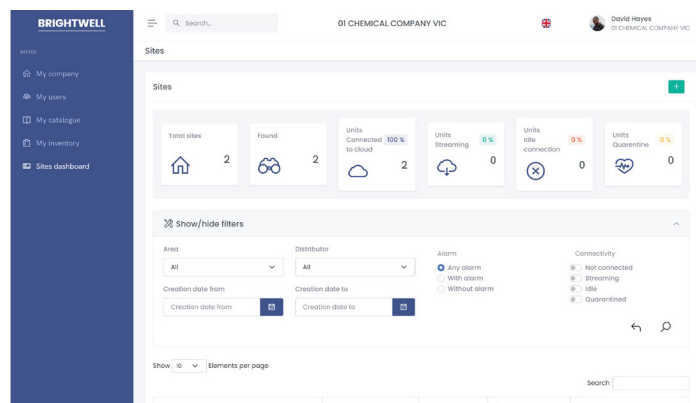 BRIGHTWELL
Search...
01 CHEMICAL COMPANY VIC
David Hayes
01 CHEMICAL COMPANY VIC
MENU
My company
My users
My catalogue
My inventory
Sites dashboard
Sites
Sites
+
Total sites
2
Found
2
Units
Connected
to cloud
100 %
2
Units
Streaming
0 %
0
Units
Idle
connection
0 %
0
Units
Quarentine
0 %
0
Show/hide filters
Area
All
Distributor
All
Creation date from
Creation date from
Creation date to
Creation date to
Alarm
Any alarm
With alarm
Without alarm
Connectivity
Not connected
Streaming
Idle
Quarantined
Show 10 Elements per page
Search